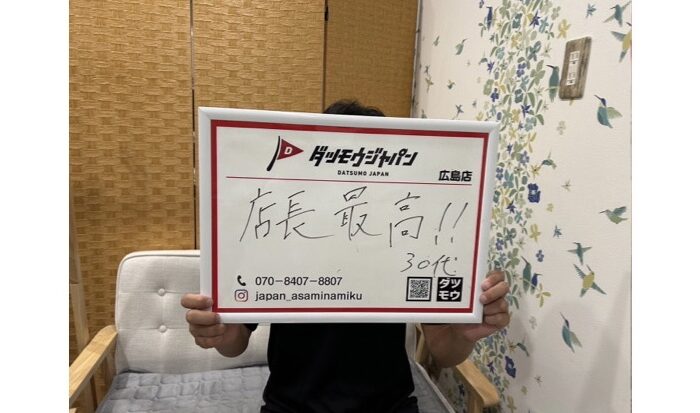 D
ダツモウジャパン
DATSUMO JAPAN
広島店
店長最高!!
30代
070-8407-8807
japan_asaminamiku
ダツ
モウ